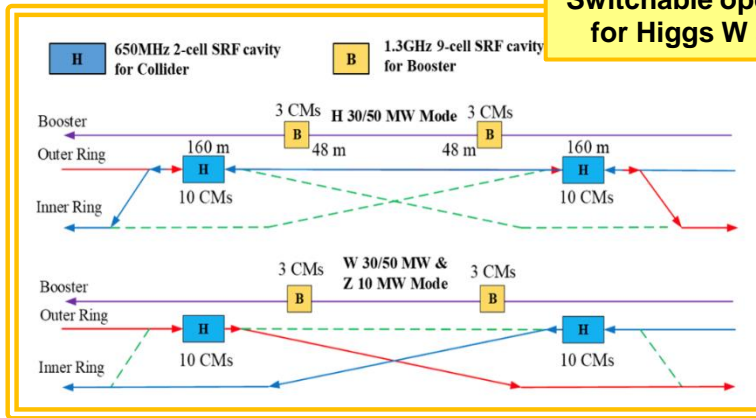 Switchable ope
for Higgs W
H
650MHz 2-cell SRF cavity
for Collider
B
1.3GHz 9-cell SRF cavity
for Booster
3 CMs H 30/50 MW Mode 3 CMs
Booster
B
B
Outer Ring
160 m
48 m
48 m
160 m
H
H
10 CMs
10 CMs
Inner Ring
3 CMs W 30/50 MW & 3 CMs
Z 10 MW Mode
Booster
B
B
Outer Ring
H
H
10 CMs
10 CMs
Inner Ring